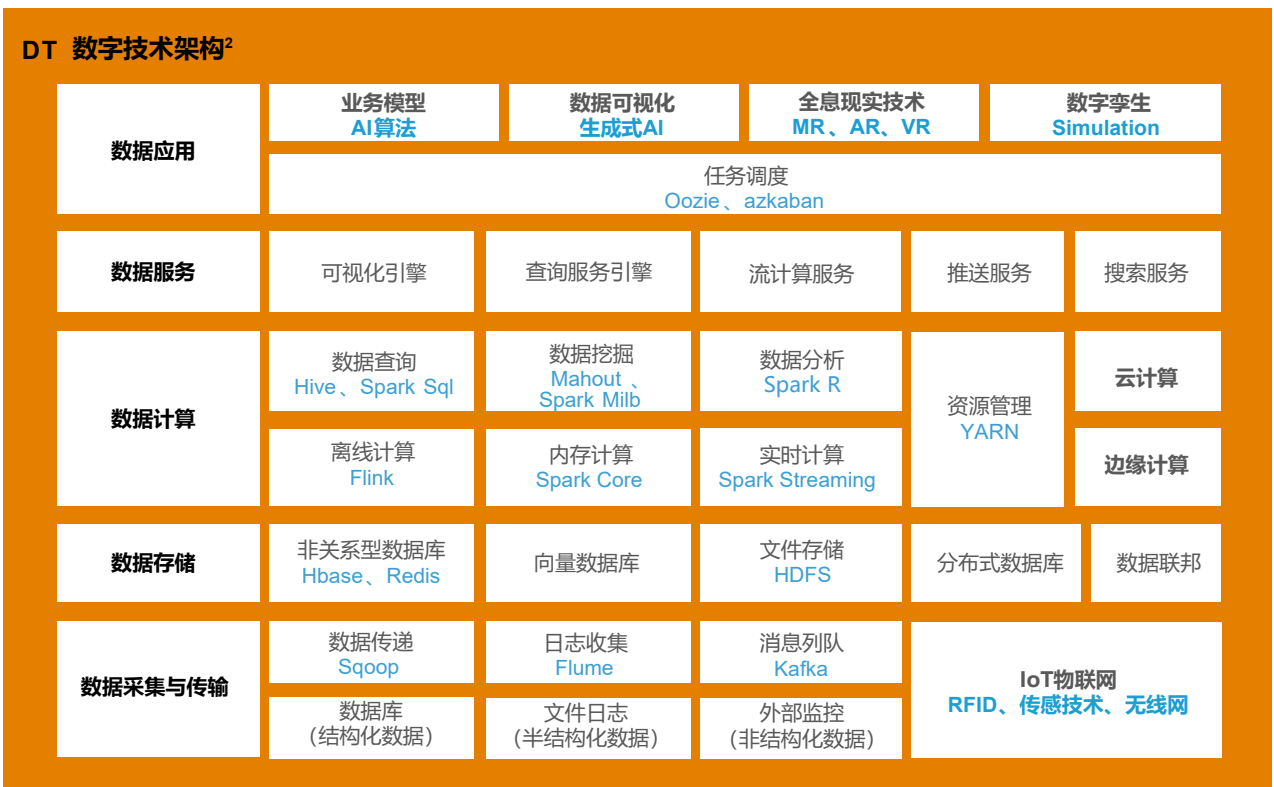 DT 数字技术架构²
数据应用
业务模型
AI算法
数据可视化
生成式AI
全息现实技术
MR、AR、VR
数字孪生
Simulation
任务调度
Oozie、azkaban
数据服务
可视化引擎
查询服务引擎
流计算服务
推送服务
搜索服务
数据计算
数据查询
Hive、Spark Sql
数据挖掘
Mahout 、
Spark Milb
数据分析
Spark R
资源管理
YARN
云计算
离线计算
Flink
内存计算
Spark Core
实时计算
Spark Streaming
边缘计算
数据存储
非关系型数据库
Hbase、Redis
向量数据库
文件存储
HDFS
分布式数据库
数据联邦
数据采集与传输
数据传递
Sqoop
日志收集
Flume
消息列队
Kafka
IoT物联网
RFID、传感技术、无线网
数据库
(结构化数据)
文件日志
(半结构化数据)
外部监控
(非结构化数据)